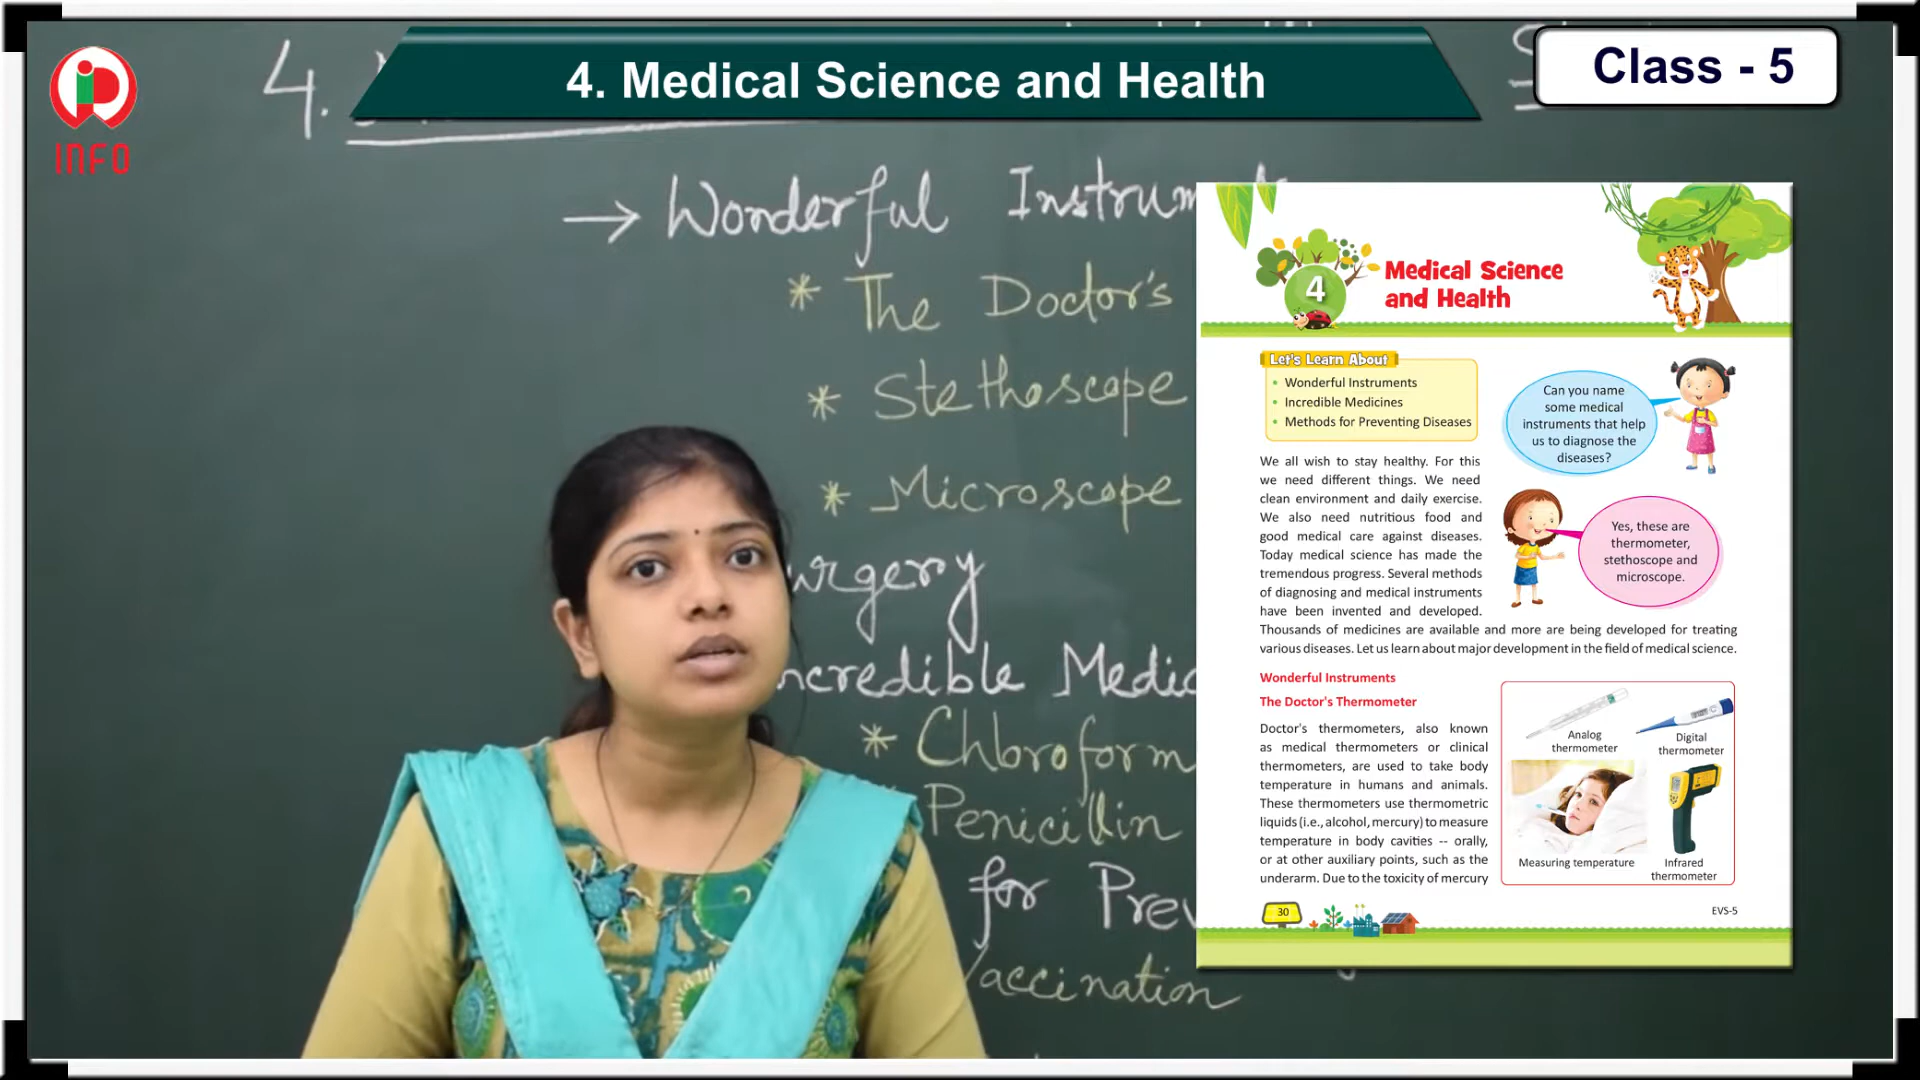 4. Medical Science and Health
Class - 5
INFO
4.
→ Wonderful Instrum
* The Doctor's
* Stethoscope
* Microscope
urgery
ncredible Medic
* Chloroform
Penicillin
for Prev
Vaccination
4
Medical Science
and Health
Let's Learn About
• Wonderful Instruments
• Incredible Medicines
• Methods for Preventing Diseases
Can you name
some medical
instruments that help
us to diagnose the
diseases?
Yes, these are
thermometer,
stethoscope and
microscope.
We all wish to stay healthy. For this
we need different things. We need
clean environment and daily exercise.
We also need nutritious food and
good medical care against diseases.
Today medical science has made the
tremendous progress. Several methods
of diagnosing and medical instruments
have been invented and developed.
Thousands of medicines are available and more are being developed for treating
various diseases. Let us learn about major development in the field of medical science.
Wonderful Instruments
The Doctor's Thermometer
Doctor's thermometers, also known
as medical thermometers or clinical
thermometers, are used to take body
temperature in humans and animals.
These thermometers use thermometric
liquids (i.e., alcohol, mercury) to measure
temperature in body cavities -- orally,
or at other auxiliary points, such as the
underarm. Due to the toxicity of mercury
Analog
thermometer
Digital
thermometer
Measuring temperature
Infrared
thermometer
30
EVS-5